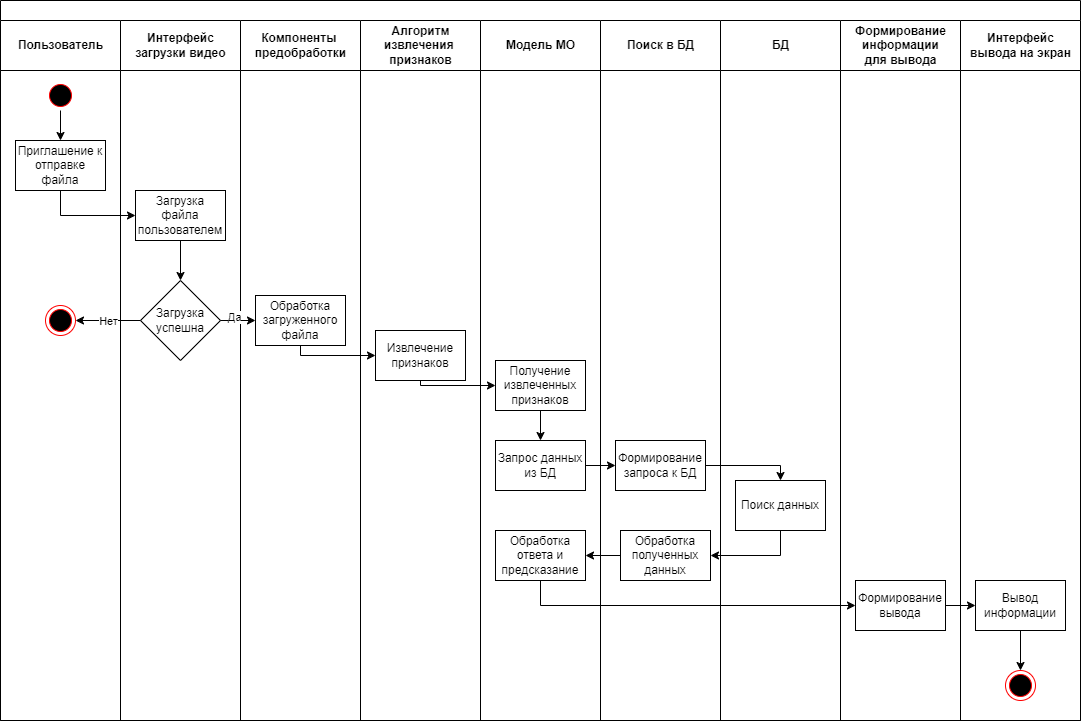 Пользователь
Интерфейс
загрузки видео
Компоненты
предобработки
Алгоритм
извлечения
признаков
Модель МО
Поиск в БД
БД
Формирование
информации
для вывода
Интерфейс
вывода на экран
Приглашение к
отправке
файла
Загрузка
файла
пользователем
Загрузка
успешна
Нет
Да
Обработка
загруженного
файла
Извлечение
признаков
Получение
извлеченных
признаков
Запрос данных
из БД
Формирование
запроса к БД
Поиск данных
Обработка
полученных
данных
Обработка
ответа и
предсказание
Формирование
вывода
Вывод
информации